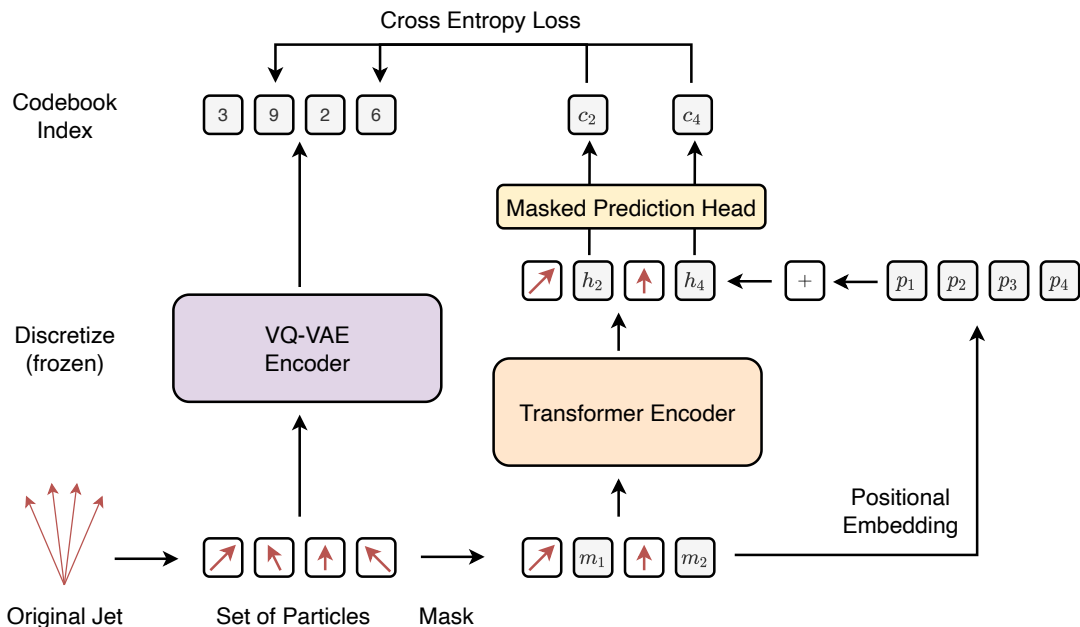 Cross Entropy Loss
Codebook
Index
3 9 2 6
c2 c4
Masked Prediction Head
h2 h4 + p1 p2 p3 p4
Discretize
(frozen)
VQ-VAE
Encoder
Transformer Encoder
Positional
Embedding
m1 m2
Original Jet
Set of Particles
Mask